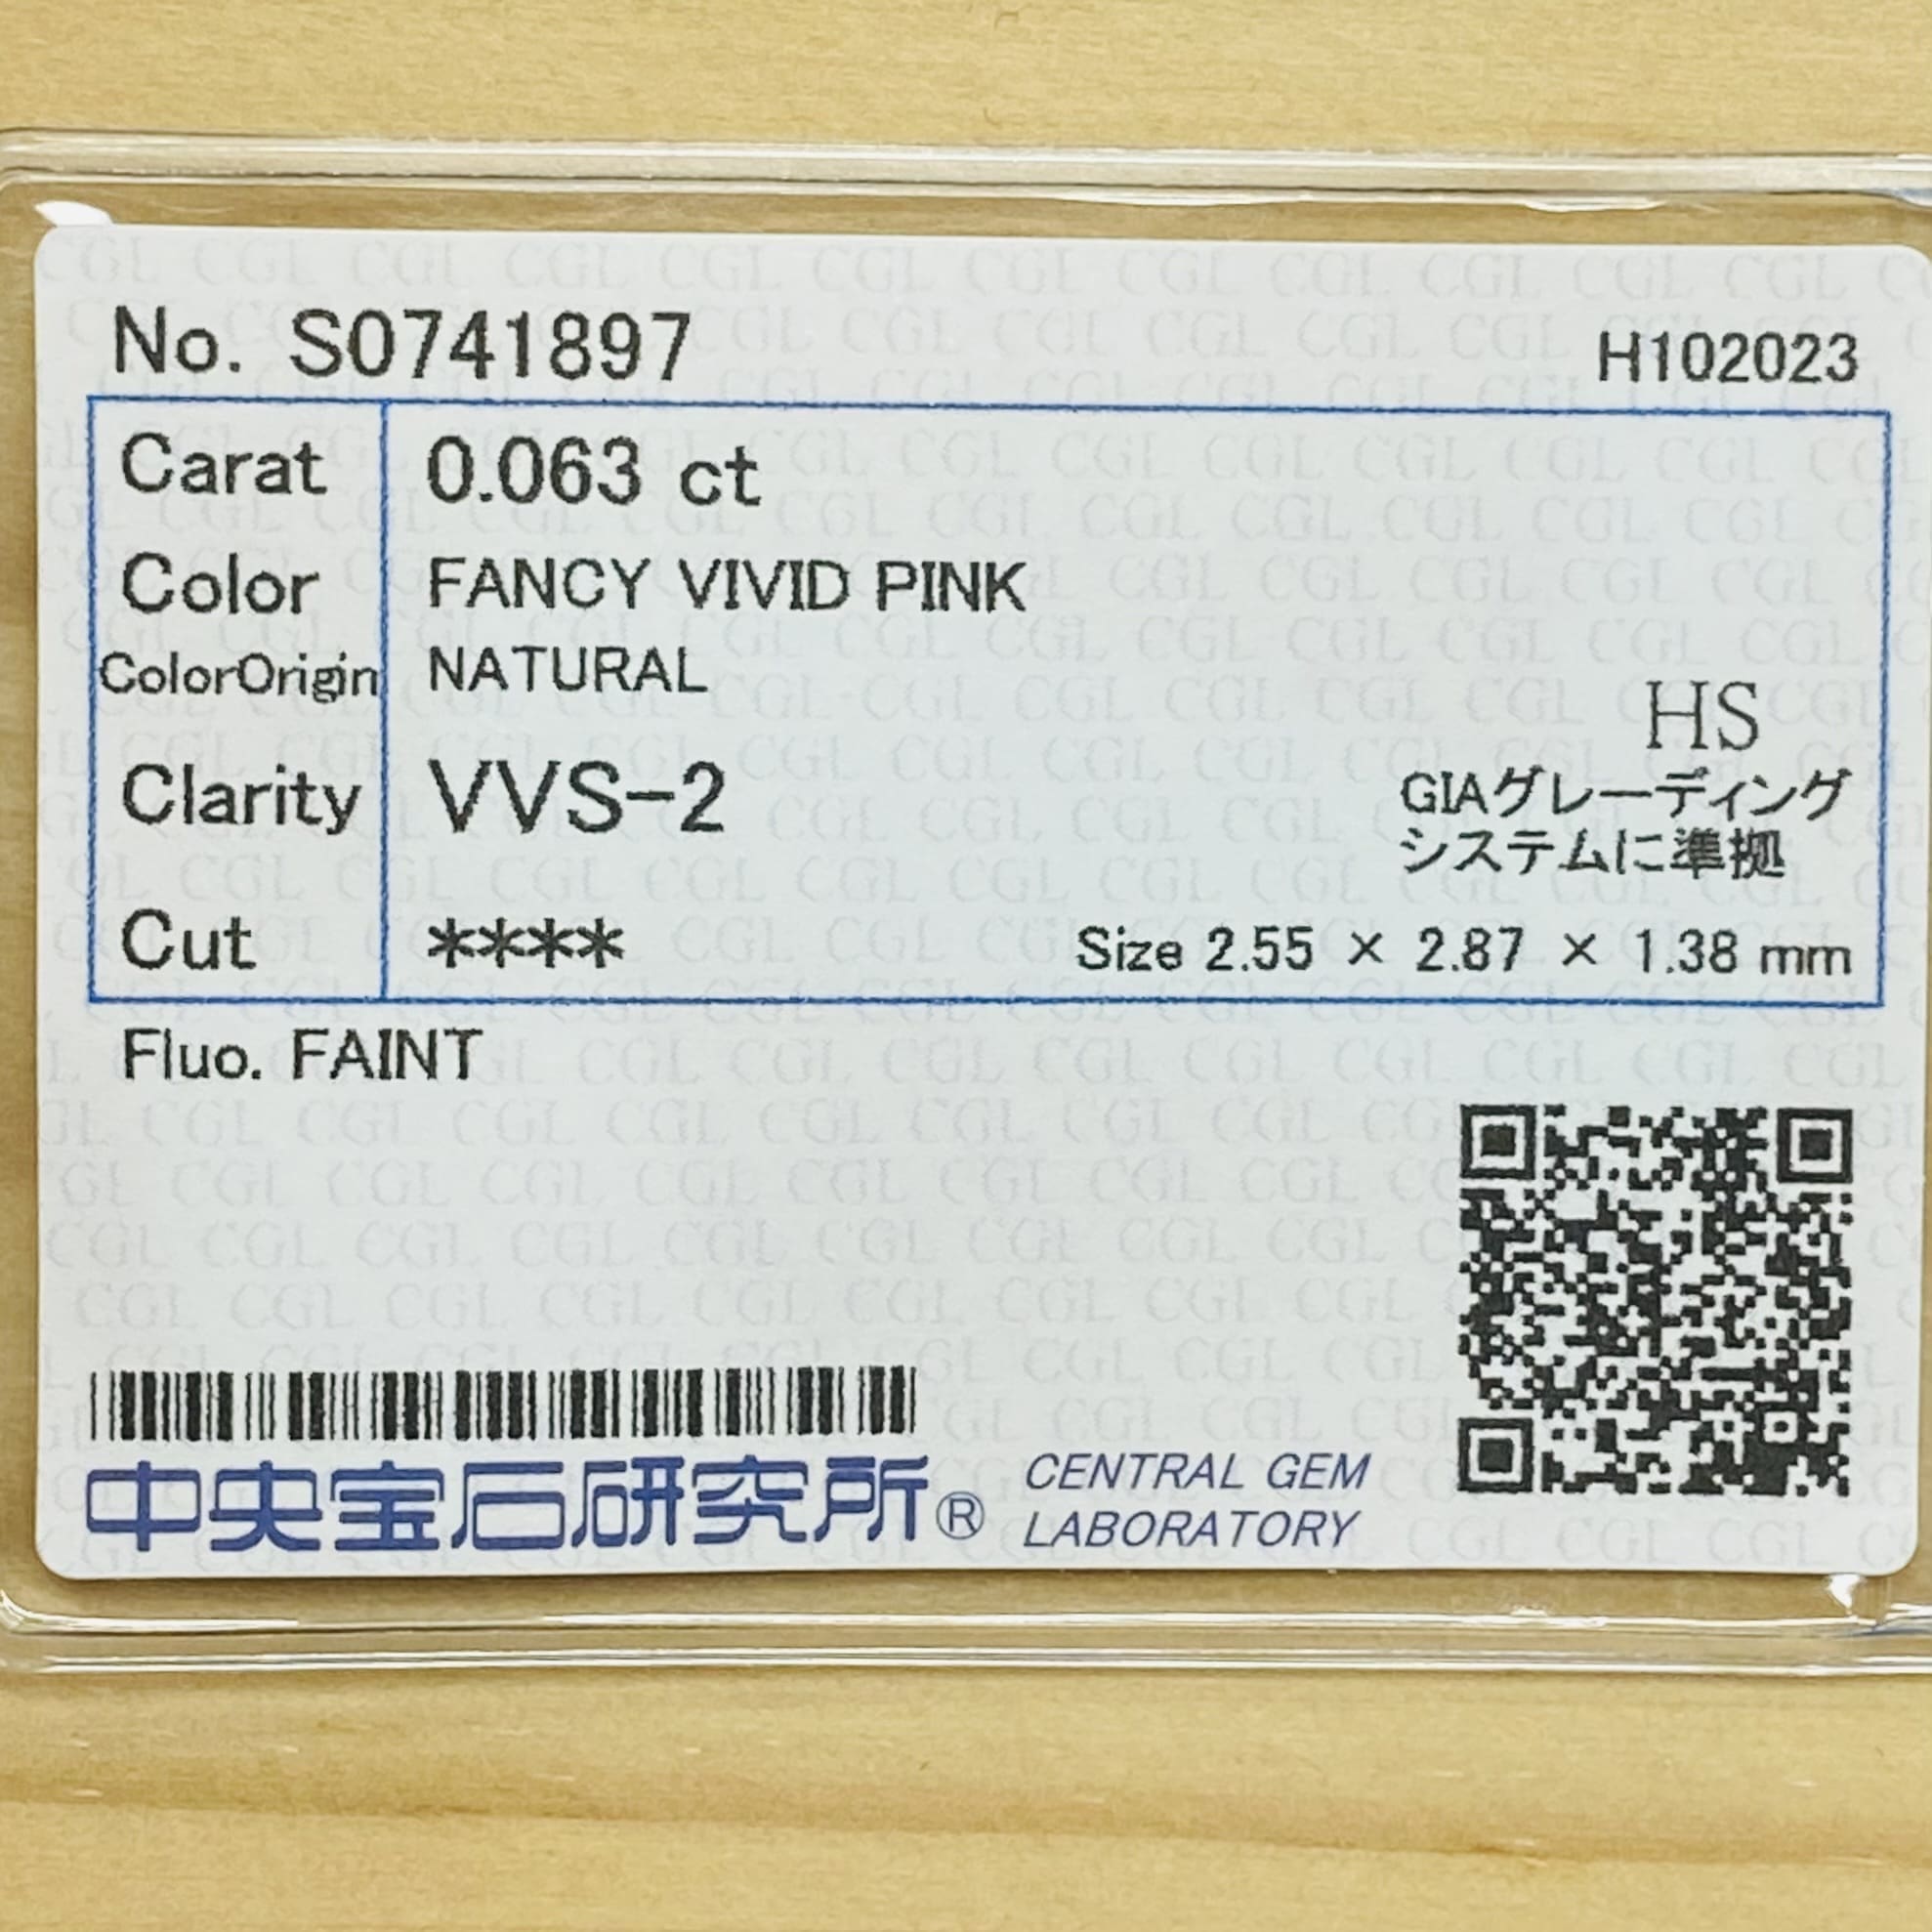 No. S0741897
H102023
Carat 0.063 ct
Color FANCY VIVID PINK
ColorOrigin NATURAL
HS
Clarity VVS-2
GIAグレーディング
システムに準拠
Cut ****
Size 2.55 × 2.87 × 1.38 mm
Fluo. FAINT
中央宝石研究所®
CENTRAL GEM
LABORATORY